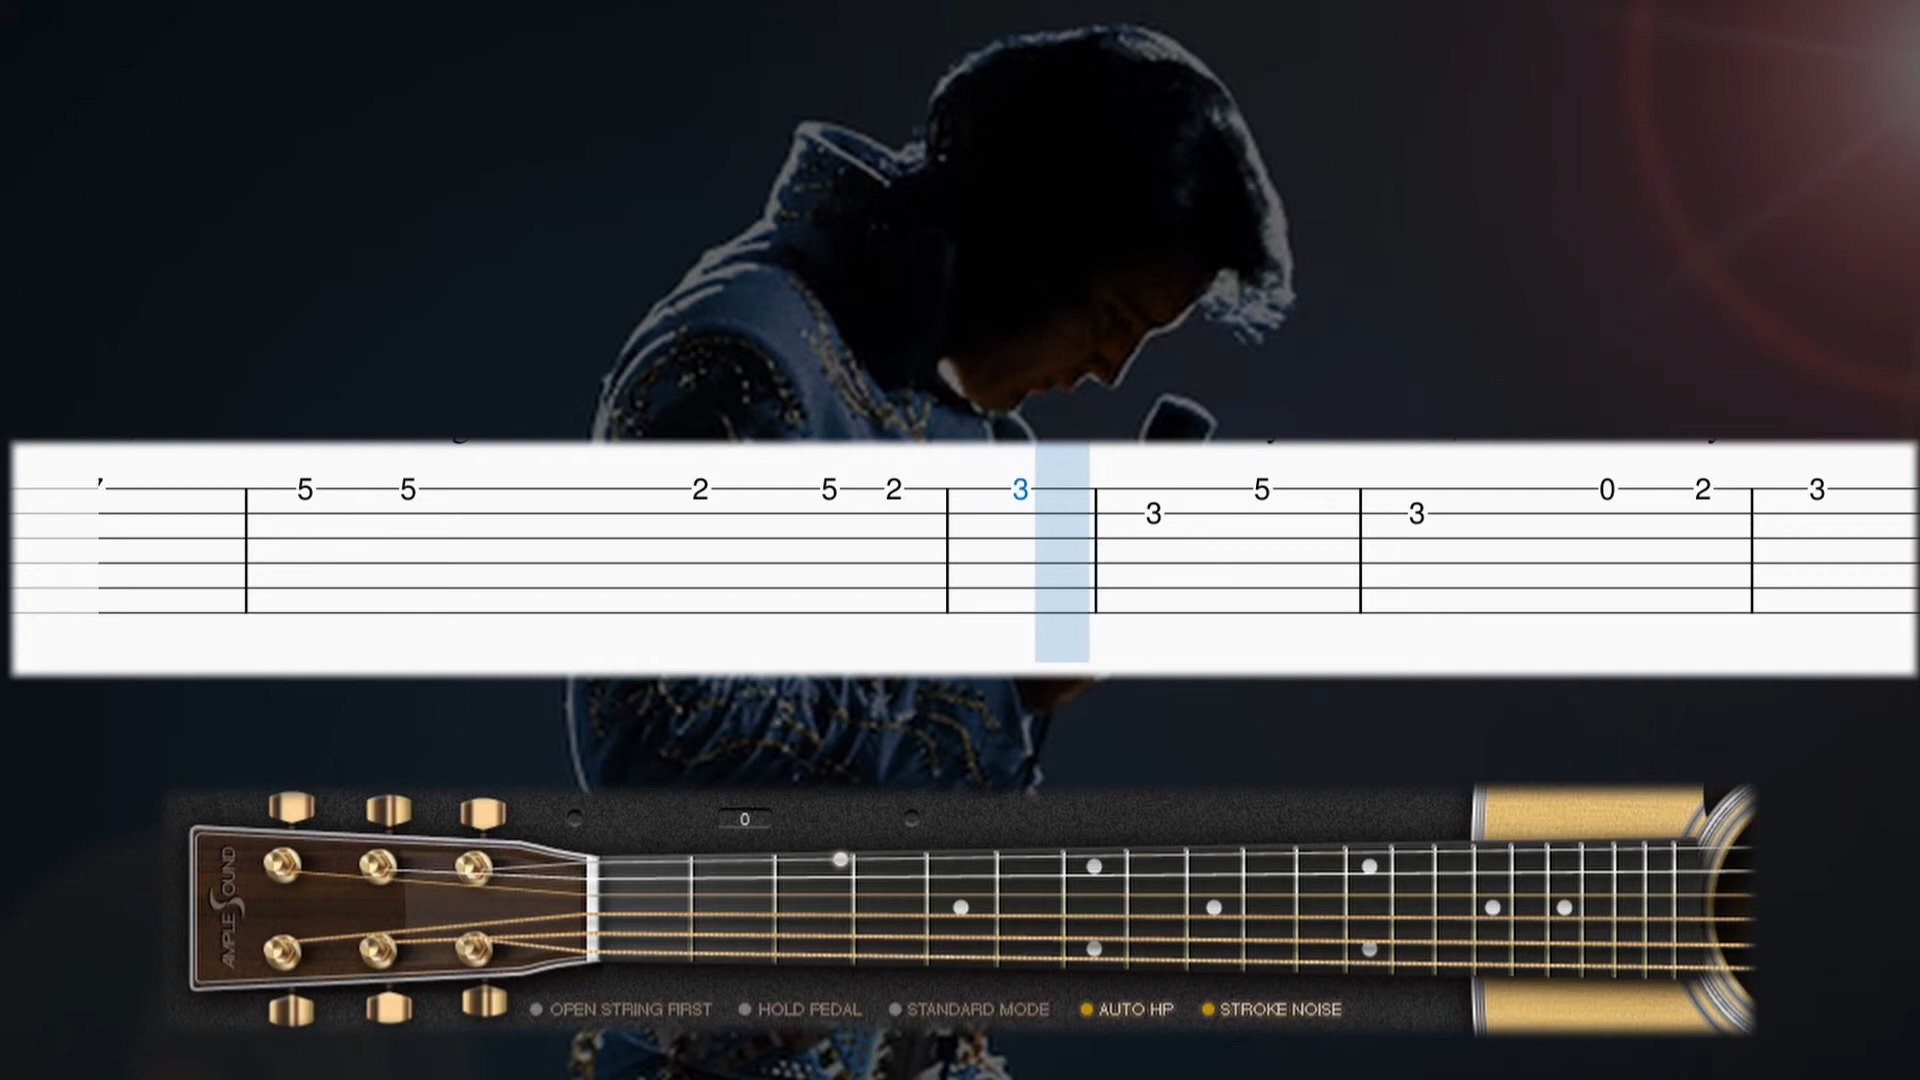 5 5 2 5 2 3 5 0 2 3
3 3
0
AMPLE SOUND
OPEN STRING FIRST HOLD PEDAL STANDARD MODE AUTO HP STROKE NOISE